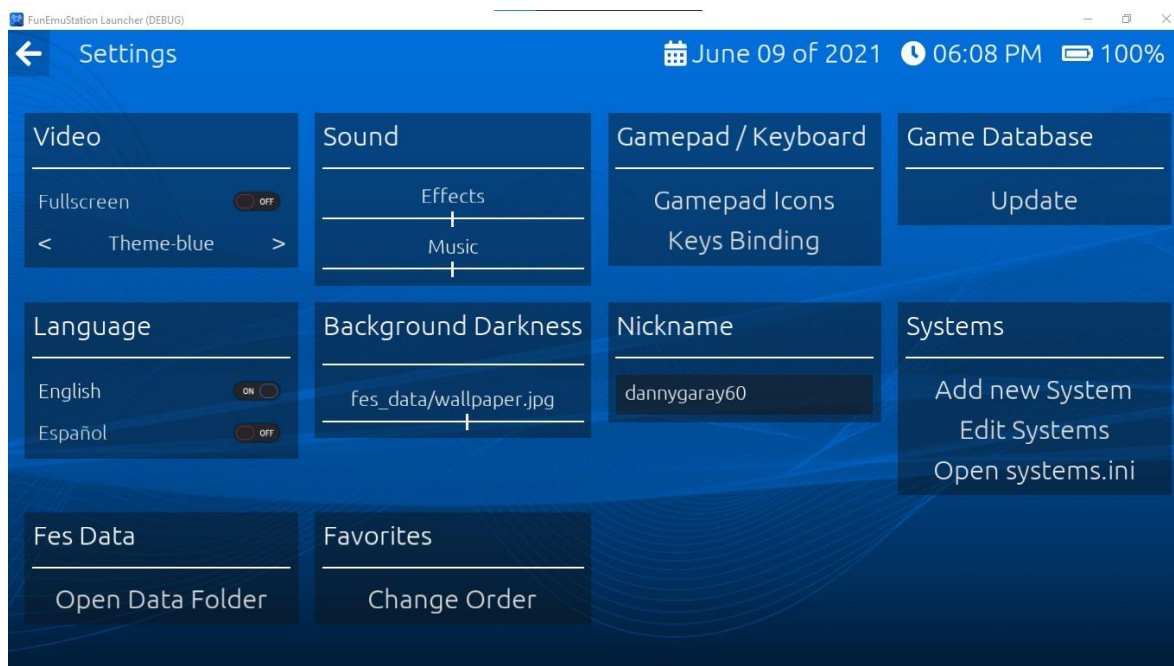 FunEmuStation Launcher (DEBUG)
Settings
June 09 of 2021 06:08 PM 100%
Video
Fullscreen OFF
< Theme-blue >
Sound
Effects
Music
Gamepad / Keyboard
Gamepad Icons
Keys Binding
Game Database
Update
Language
English ON
Español OFF
Background Darkness
fes_data/wallpaper.jpg
Nickname
dannygaray60
Systems
Add new System
Edit Systems
Open systems.ini
Fes Data
Open Data Folder
Favorites
Change Order